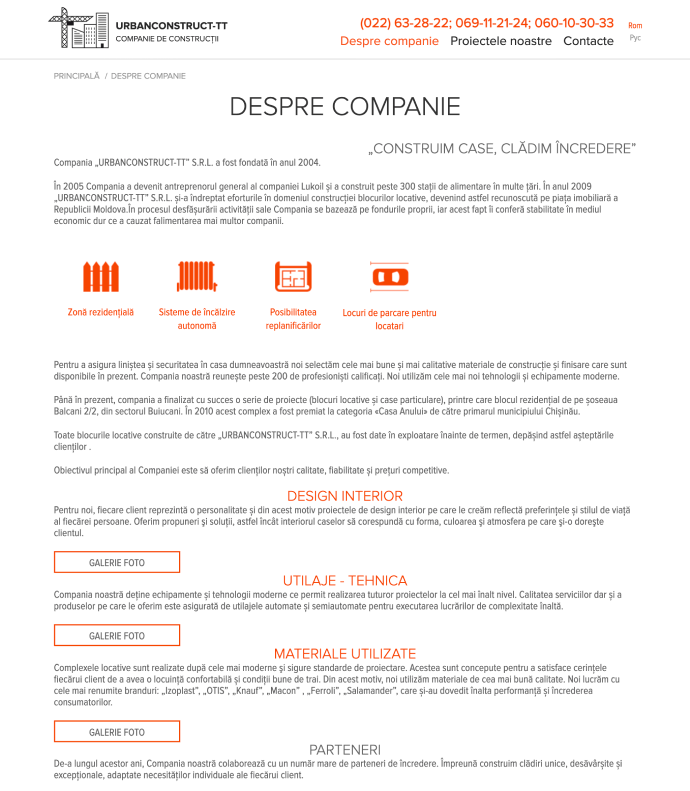 URBANCONSTRUCT-TT
COMPANIE DE CONSTRUCȚII
(022) 63-28-22; 069-11-21-24; 060-10-30-33
Despre companie Proiectele noastre Contacte
Rom
Рус
PRINCIPALĂ / DESPRE COMPANIE
DESPRE COMPANIE
„CONSTRUIM CASE, CLĂDIM ÎNCREDERE”
Compania „URBANCONSTRUCT-TT” S.R.L. a fost fondată în anul 2004.
În 2005 Compania a devenit antreprenorul general al companiei Lukoil și a construit peste 300 stații de alimentare în multe țări. În anul 2009
„URBANCONSTRUCT-TT” S.R.L. și-a îndreptat eforturile în domeniul construcției blocurilor locative, devenind astfel recunoscută pe piața imobiliară a
Republicii Moldova.În procesul desfășurării activității sale Compania se bazează pe fondurile proprii, iar acest fapt îi conferă stabilitate în mediul
economic dur ce a cauzat falimentarea mai multor companii.
Zonă rezidențială
Sisteme de încălzire
autonomă
Posibilitatea
replanificărilor
Locuri de parcare pentru
locatari
Pentru a asigura liniștea și securitatea în casa dumneavoastră noi selectăm cele mai bune și mai calitative materiale de construcție și finisare care sunt
disponibile în prezent. Compania noastră reunește peste 200 de profesioniști calificați. Noi utilizăm cele mai noi tehnologii și echipamente moderne.
Până în prezent, compania a finalizat cu succes o serie de proiecte (blocuri locative și case particulare), printre care blocul rezidențial de pe șoseaua
Balcani 2/2, din sectorul Buiucani. În 2010 acest complex a fost premiat la categoria «Casa Anului» de către primarul municipiului Chișinău.
Toate blocurile locative construite de către „URBANCONSTRUCT-TT” S.R.L., au fost date în exploatare înainte de termen, depășind astfel așteptările
clienților .
Obiectivul principal al Companiei este să oferim clienților noștri calitate, fiabilitate și prețuri competitive.
DESIGN INTERIOR
Pentru noi, fiecare client reprezintă o personalitate și din acest motiv proiectele de design interior pe care le creăm reflectă preferințele și stilul de viață
al fiecărei persoane. Oferim propuneri şi soluții, astfel încât interiorul caselor să corespundă cu forma, culoarea şi atmosfera pe care şi-o doreşte
clientul.
GALERIE FOTO
UTILAJE - TEHNICA
Compania noastră deține echipamente și tehnologii moderne ce permit realizarea tuturor proiectelor la cel mai înalt nivel. Calitatea serviciilor dar și a
produselor pe care le oferim este asigurată de utilajele automate și semiautomate pentru executarea lucrărilor de complexitate înaltă.
GALERIE FOTO
MATERIALE UTILIZATE
Complexele locative sunt realizate după cele mai moderne şi sigure standarde de proiectare. Acestea sunt concepute pentru a satisface cerințele
fiecărui client de a avea o locuință confortabilă și condiții bune de trai. Din acest motiv, noi utilizăm materiale de cea mai bună calitate. Noi lucrăm cu
cele mai renumite branduri: „Izoplast”, „OTIS”, „Knauf”, „Macon” , „Ferroli”, „Salamander”, care și-au dovedit înalta performanță și încrederea
consumatorilor.
GALERIE FOTO
PARTENERI
De-a lungul acestor ani, Compania noastră colaborează cu un număr mare de parteneri de încredere. Împreună construim clădiri unice, desăvârșite și
excepționale, adaptate necesităților individuale ale fiecărui client.